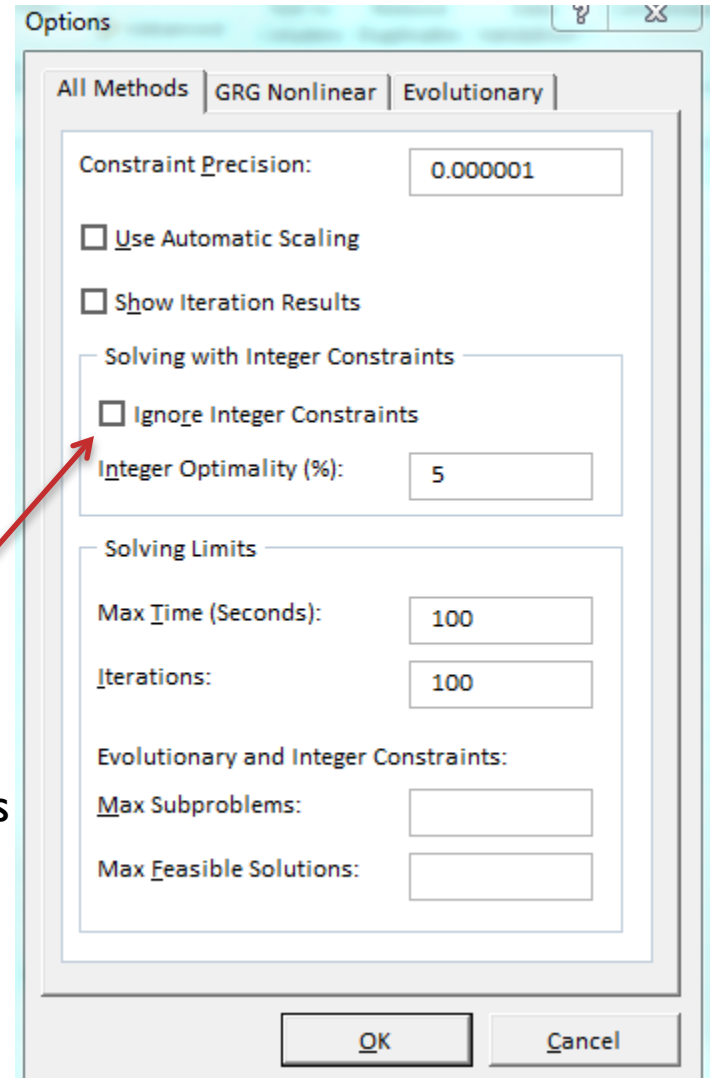 Options
All Methods GRG Nonlinear Evolutionary
Constraint Precision: 0.000001
Use Automatic Scaling
Show Iteration Results
Solving with Integer Constraints
Ignore Integer Constraints
Integer Optimality (%): 5
Solving Limits
Max Time (Seconds): 100
Iterations: 100
Evolutionary and Integer Constraints:
s
Max Subproblems:
Max Feasible Solutions:
OK Cancel